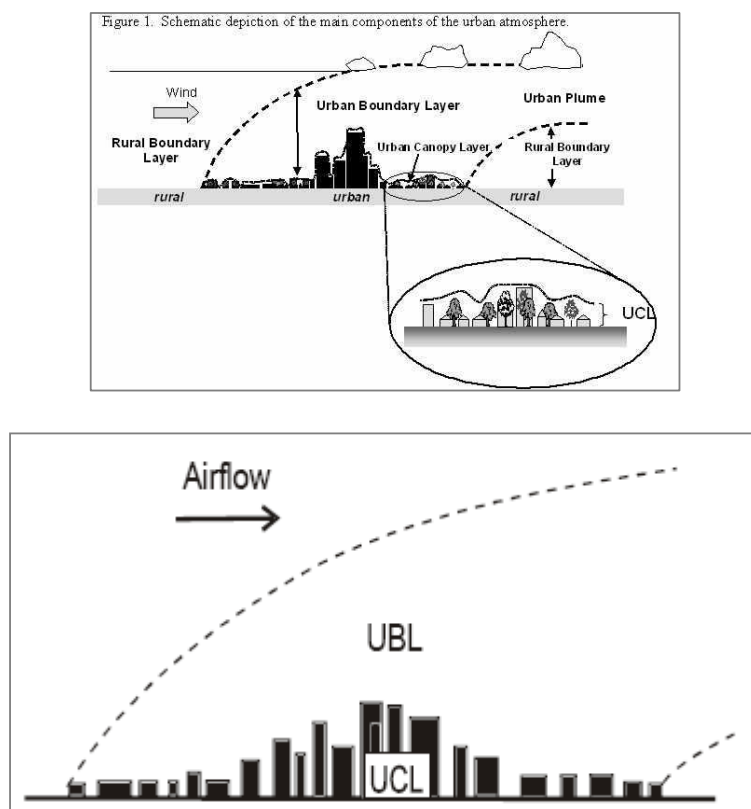 Figure 1.  Schematic depiction of the main components of the urban atmosphere.
Wind
Urban Boundary Layer
Urban Plume
Rural Boundary
Layer
Urban Canopy Layer
Rural Boundary
Layer
rural
urban
rural
UCL
Airflow
UBL
UCL